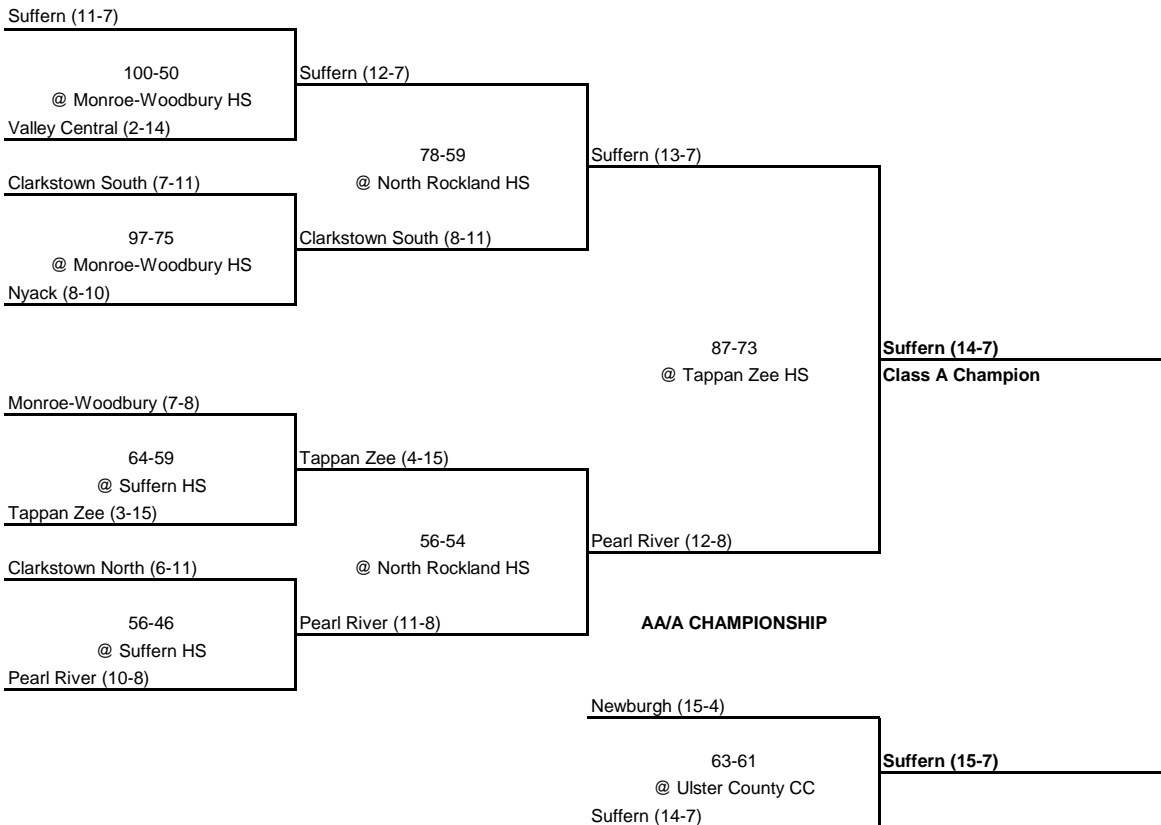 Suffern (11-7)
100-50
@ Monroe-Woodbury HS
Valley Central (2-14)
Suffern (12-7)
Clarkstown South (7-11)
97-75
@ Monroe-Woodbury HS
Nyack (8-10)
Clarkstown South (8-11)
78-59
@ North Rockland HS
Suffern (13-7)
Monroe-Woodbury (7-8)
64-59
@ Suffern HS
Tappan Zee (3-15)
Tappan Zee (4-15)
Clarkstown North (6-11)
56-46
@ Suffern HS
Pearl River (10-8)
Pearl River (11-8)
56-54
@ North Rockland HS
Pearl River (12-8)
87-73
@ Tappan Zee HS
Suffern (14-7)
Class A Champion
AA/A CHAMPIONSHIP
Newburgh (15-4)
63-61
@ Ulster County CC
Suffern (14-7)
Suffern (15-7)